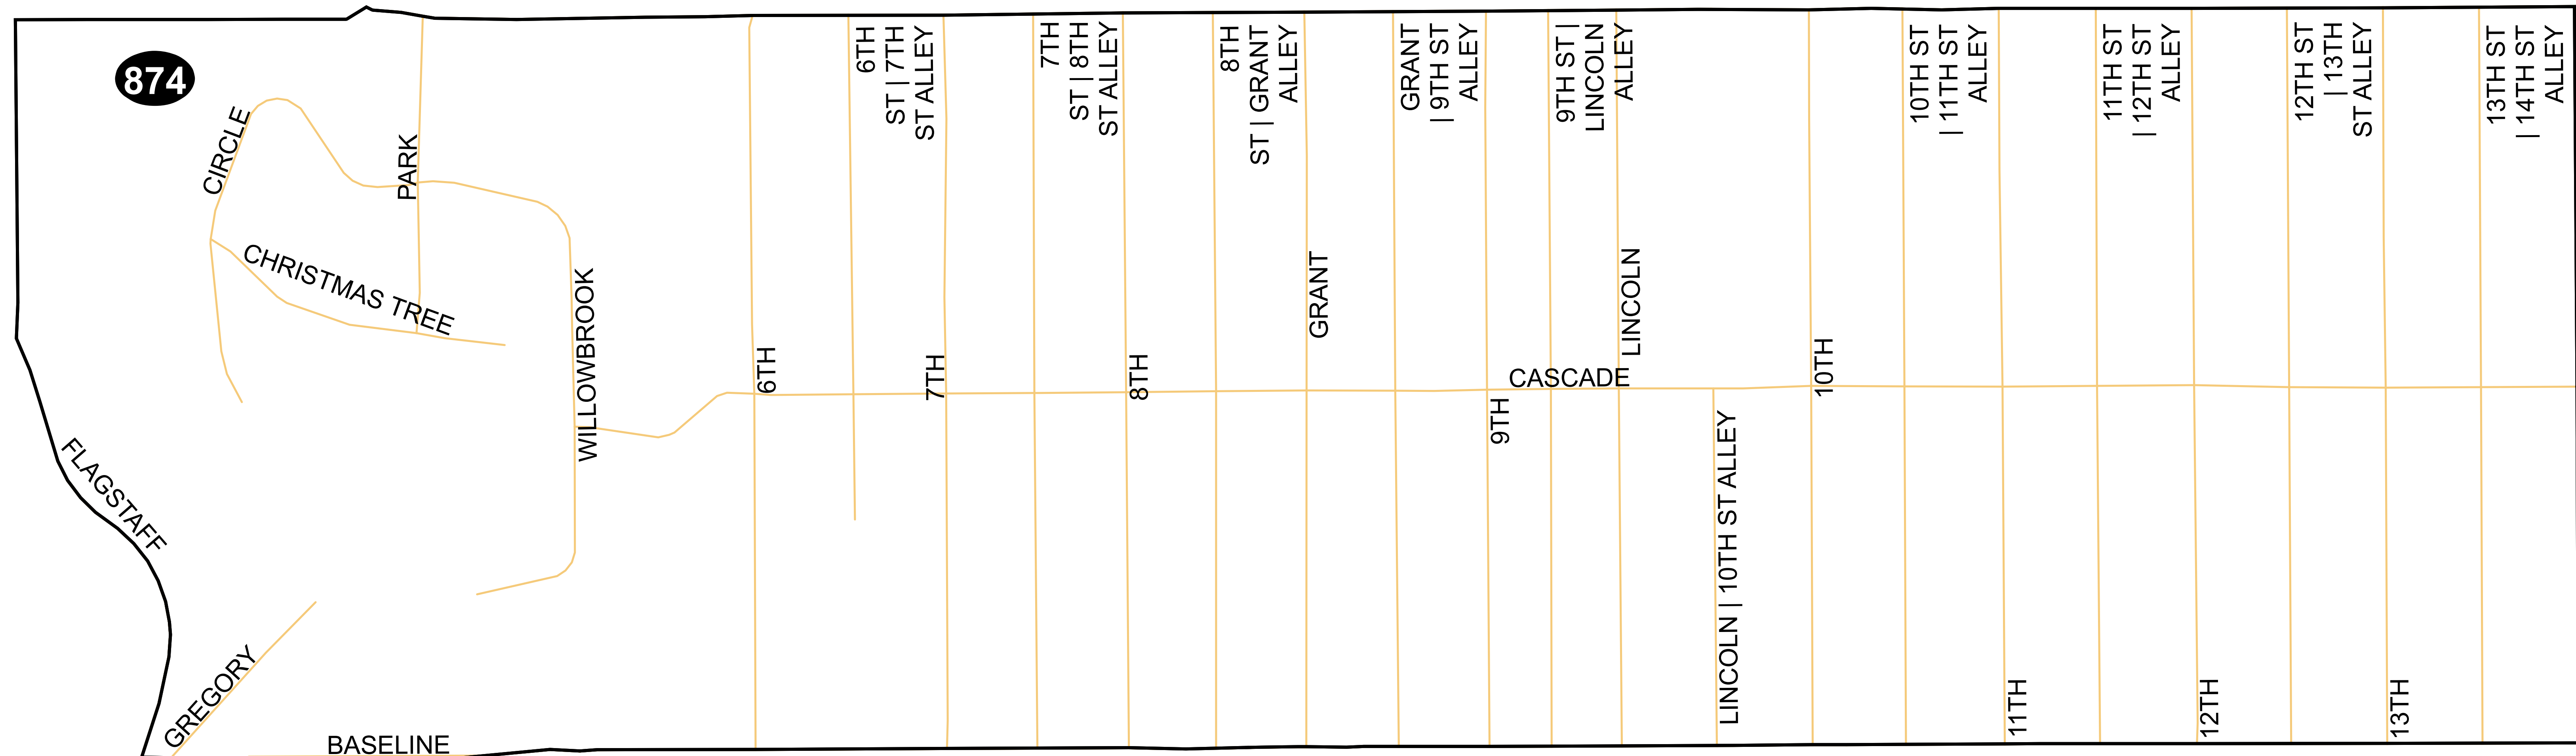 874
CIRCLE
PARK
CHRISTMAS TREE
WILLOWBROOK
FLAGSTAFF
GREGORY
BASELINE
6TH
6TH
ST | 7TH
ST ALLEY
7TH
7TH
ST | 8TH
ST ALLEY
8TH
8TH
ST | GRANT
ALLEY
GRANT
GRANT
| 9TH ST
ALLEY
9TH
9TH ST |
LINCOLN
ALLEY
LINCOLN
CASCADE
LINCOLN | 10TH ST ALLEY
10TH
10TH ST
| 11TH ST
ALLEY
11TH
11TH ST
| 12TH ST
ALLEY
12TH
12TH ST
| 13TH
ST ALLEY
13TH
13TH ST
| 14TH ST
ALLEY